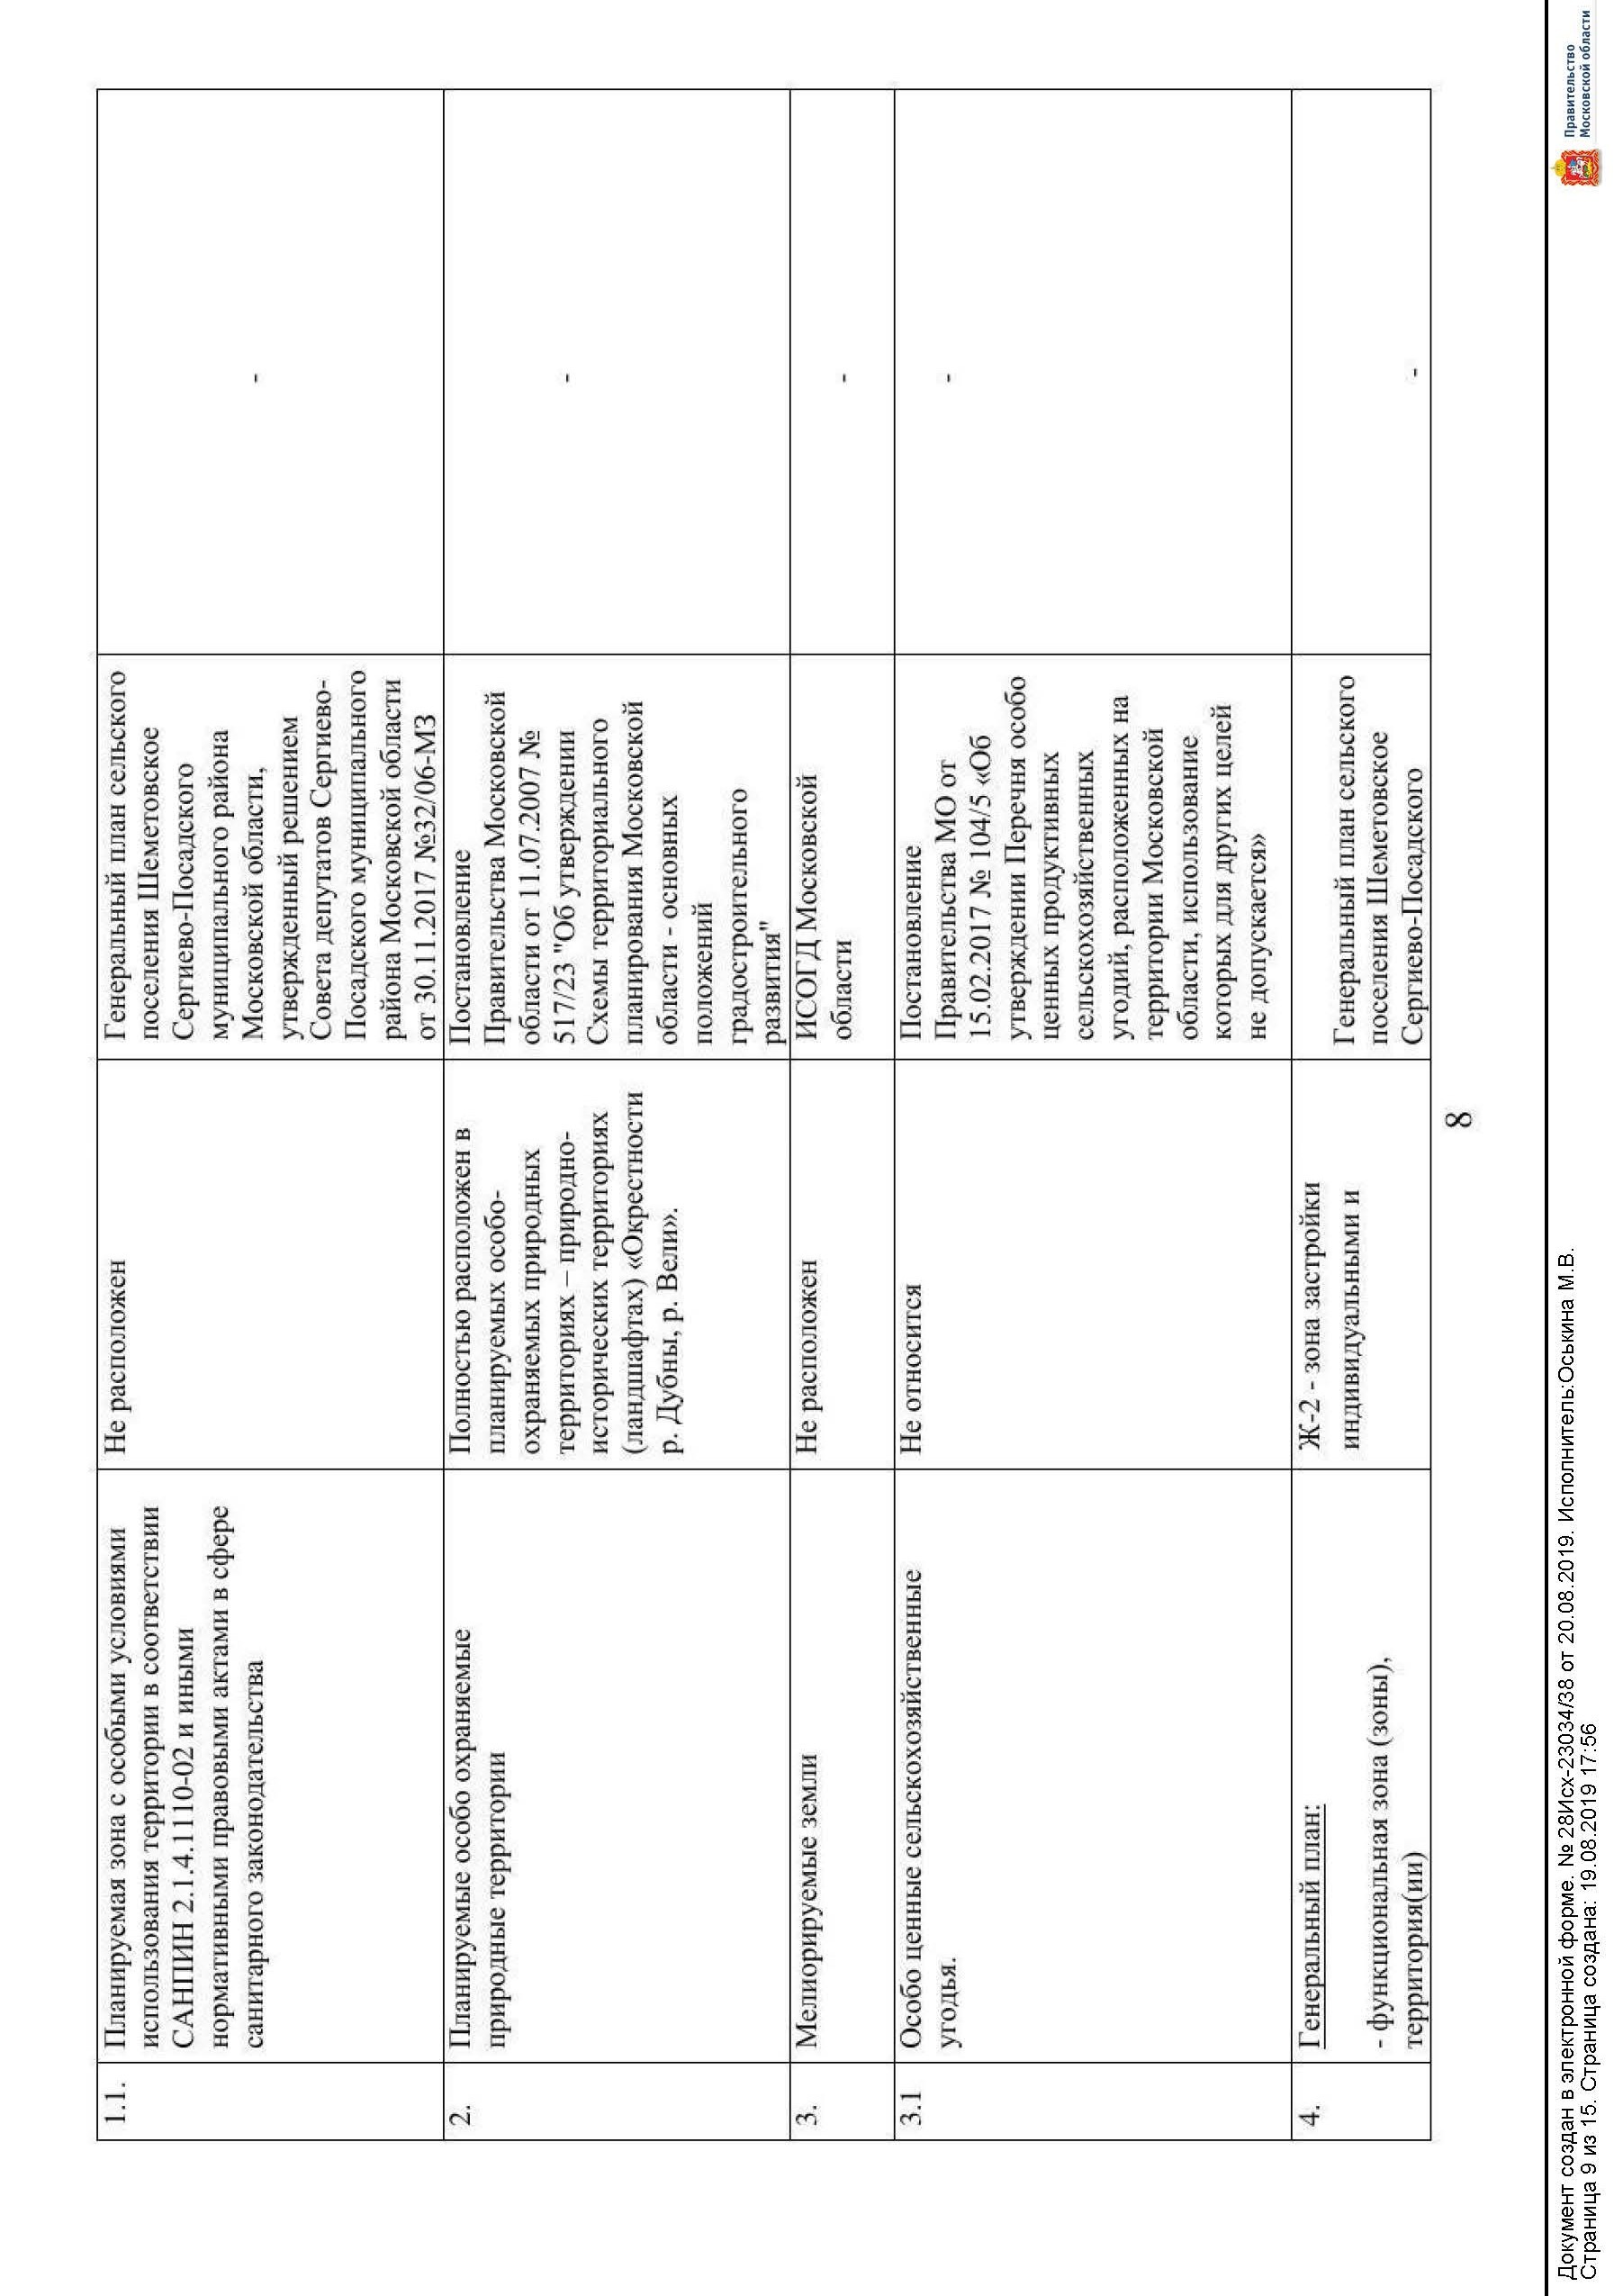 1.1.
Планируемая зона с особыми условиями
использования территории в соответствии
САНПИН 2.1.4.1110-02 и иными
нормативными правовыми актами в сфере
санитарного законодательства
Не расположен
Генеральный план сельского
поселения Шеметовское
Сергиево-Посадского
муниципального района
Московской области,
утвержденный решением
Совета депутатов Сергиево-
Посадского муниципального
района Московской области
от 30.11.2017 №32/06-МЗ
-
2.
Планируемые особо охраняемые
природные территории
Полностью расположен в
планируемых особо-
охраняемых природных
территориях – природно-
исторических территориях
(ландшафтах) «Окрестности
р. Дубны, р. Вели».
Постановление
Правительства Московской
области от 11.07.2007 №
517/23 "Об утверждении
Схемы территориального
планирования Московской
области - основных
положений
градостроительного
развития"
-
3.
Мелиорируемые земли
Не расположен
ИСОГД Московской
области
-
3.1
Особо ценные сельскохозяйственные
угодья.
Не относится
Постановление
Правительства МО от
15.02.2017 № 104/5 «Об
утверждении Перечня особо
ценных продуктивных
сельскохозяйственных
угодий, расположенных на
территории Московской
области, использование
которых для других целей
не допускается»
-
4.
Генеральный план:
- функциональная зона (зоны),
территория(ии)
Ж-2 - зона застройки
индивидуальными и
Генеральный план сельского
поселения Шеметовское
Сергиево-Посадского
-
8
Документ создан в электронной форме. № 28Исх-23034/38 от 20.08.2019. Исполнитель:Оськина М.В.
Страница 9 из 15. Страница создана: 19.08.2019 17:56
Правительство
Московской области